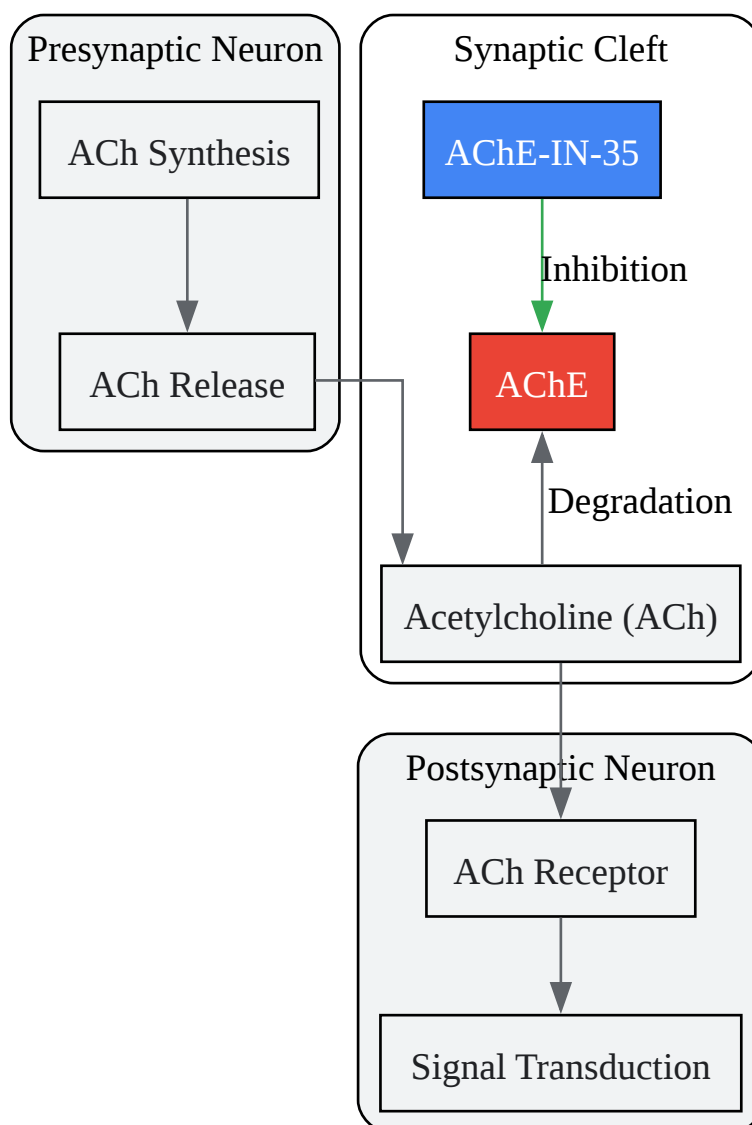 Presynaptic Neuron
ACh Synthesis
ACh Release
Synaptic Cleft
AChE-IN-35
Inhibition
AChE
Degradation
Acetylcholine (ACh)
Postsynaptic Neuron
ACh Receptor
Signal Transduction